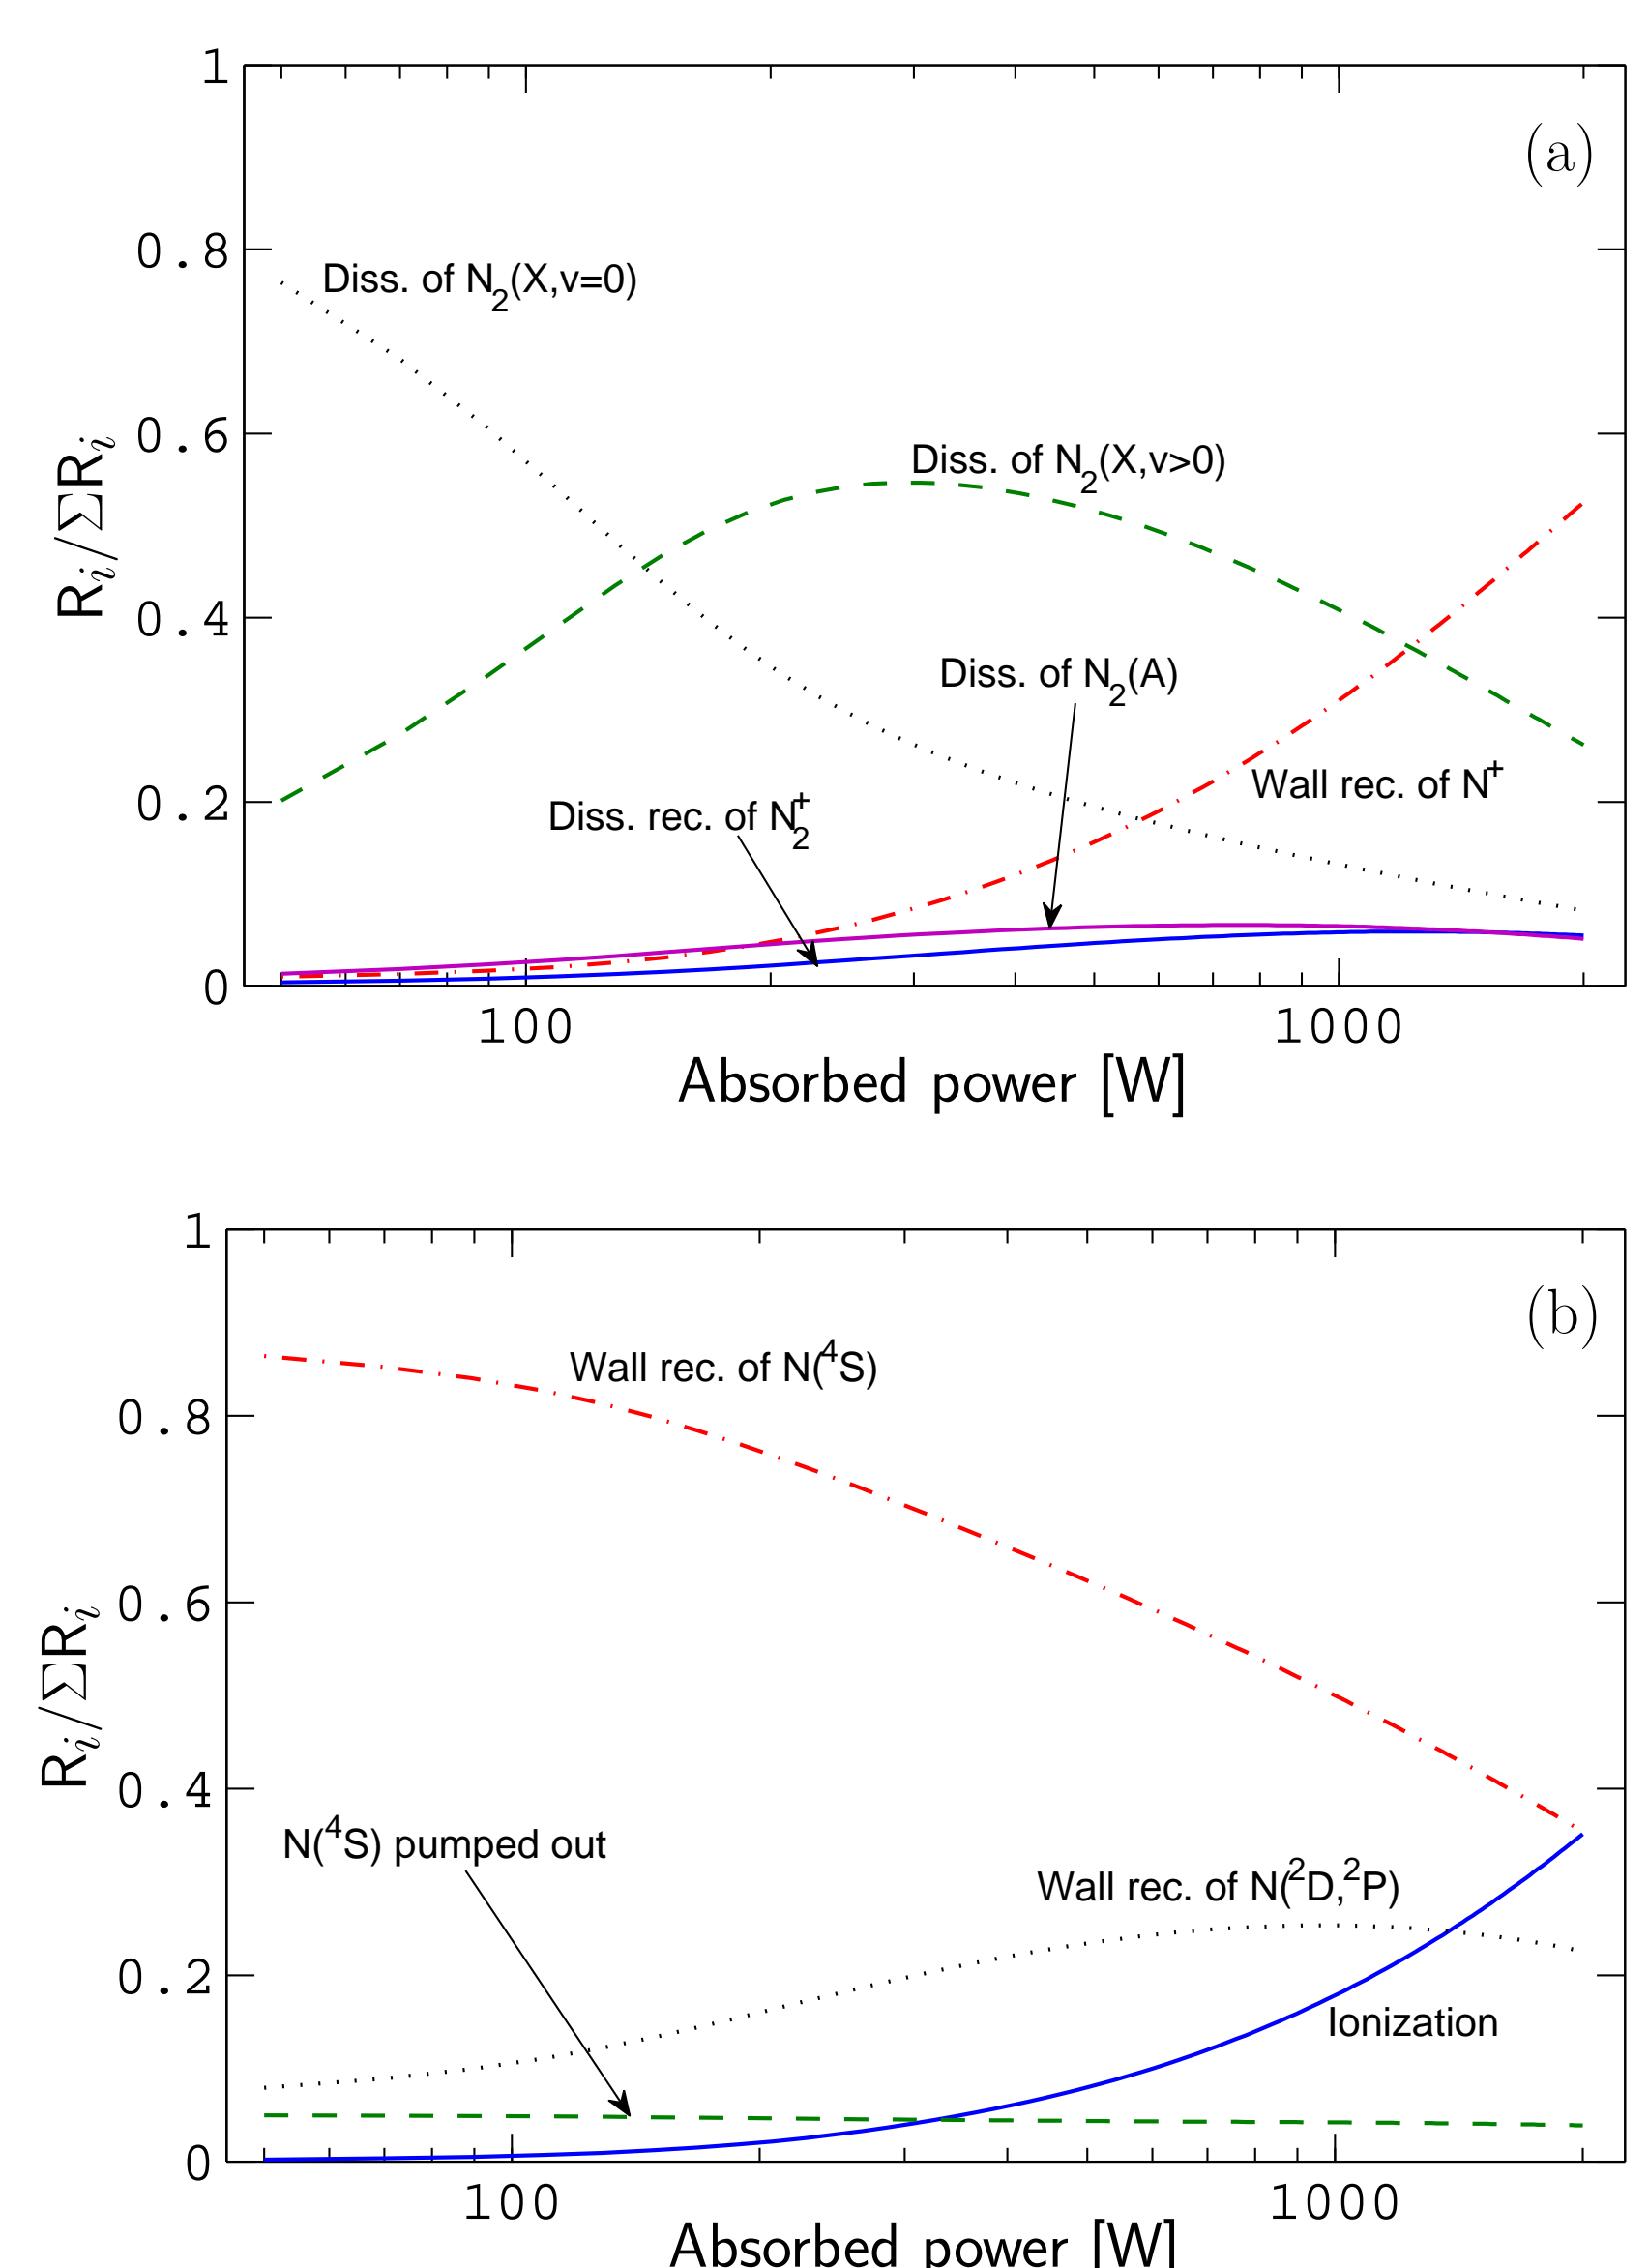 1
(a)
0.8
Diss. of N₂(X,v=0)
0.6
Diss. of N₂(X,v>0)
Rᵢ/ΣRᵢ
0.4
Diss. of N₂(A)
Wall rec. of N⁺
0.2
Diss. rec. of N₂⁺
0
100
1000
Absorbed power [W]
1
(b)
Wall rec. of N(⁴S)
0.8
0.6
Rᵢ/ΣRᵢ
0.4
N(⁴S) pumped out
Wall rec. of N(²D,²P)
0.2
Ionization
0
100
1000
Absorbed power [W]